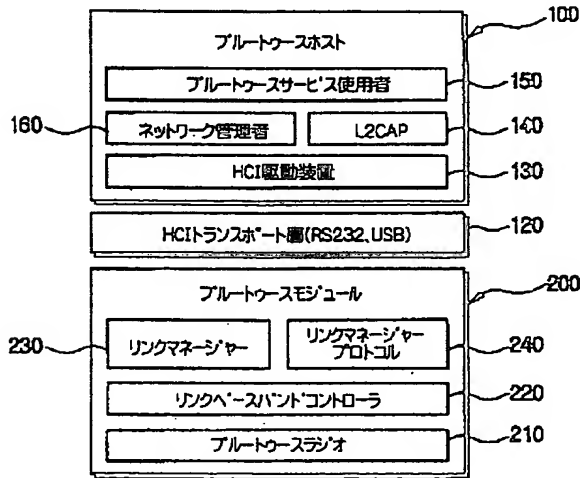 ブルートゥースホスト
100
ブルートゥースサービス使用者
150
160
ネットワーク管理者
L2CAP
140
HCI駆動装置
130
HCIトランスポート層(RS232、USB)
120
ブルートゥースモジュール
200
230
リンクマネージャー
リンクマネージャー
プロトコル
240
リンクベースバンドコントローラ
220
ブルートゥースラジオ
210